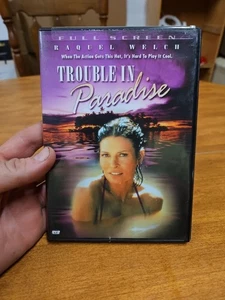 FULL SCREEN
RAQUEL WELCH
When The Action Gets This Hot, It's Hard To Play It Cool.
TROUBLE IN
Paradise